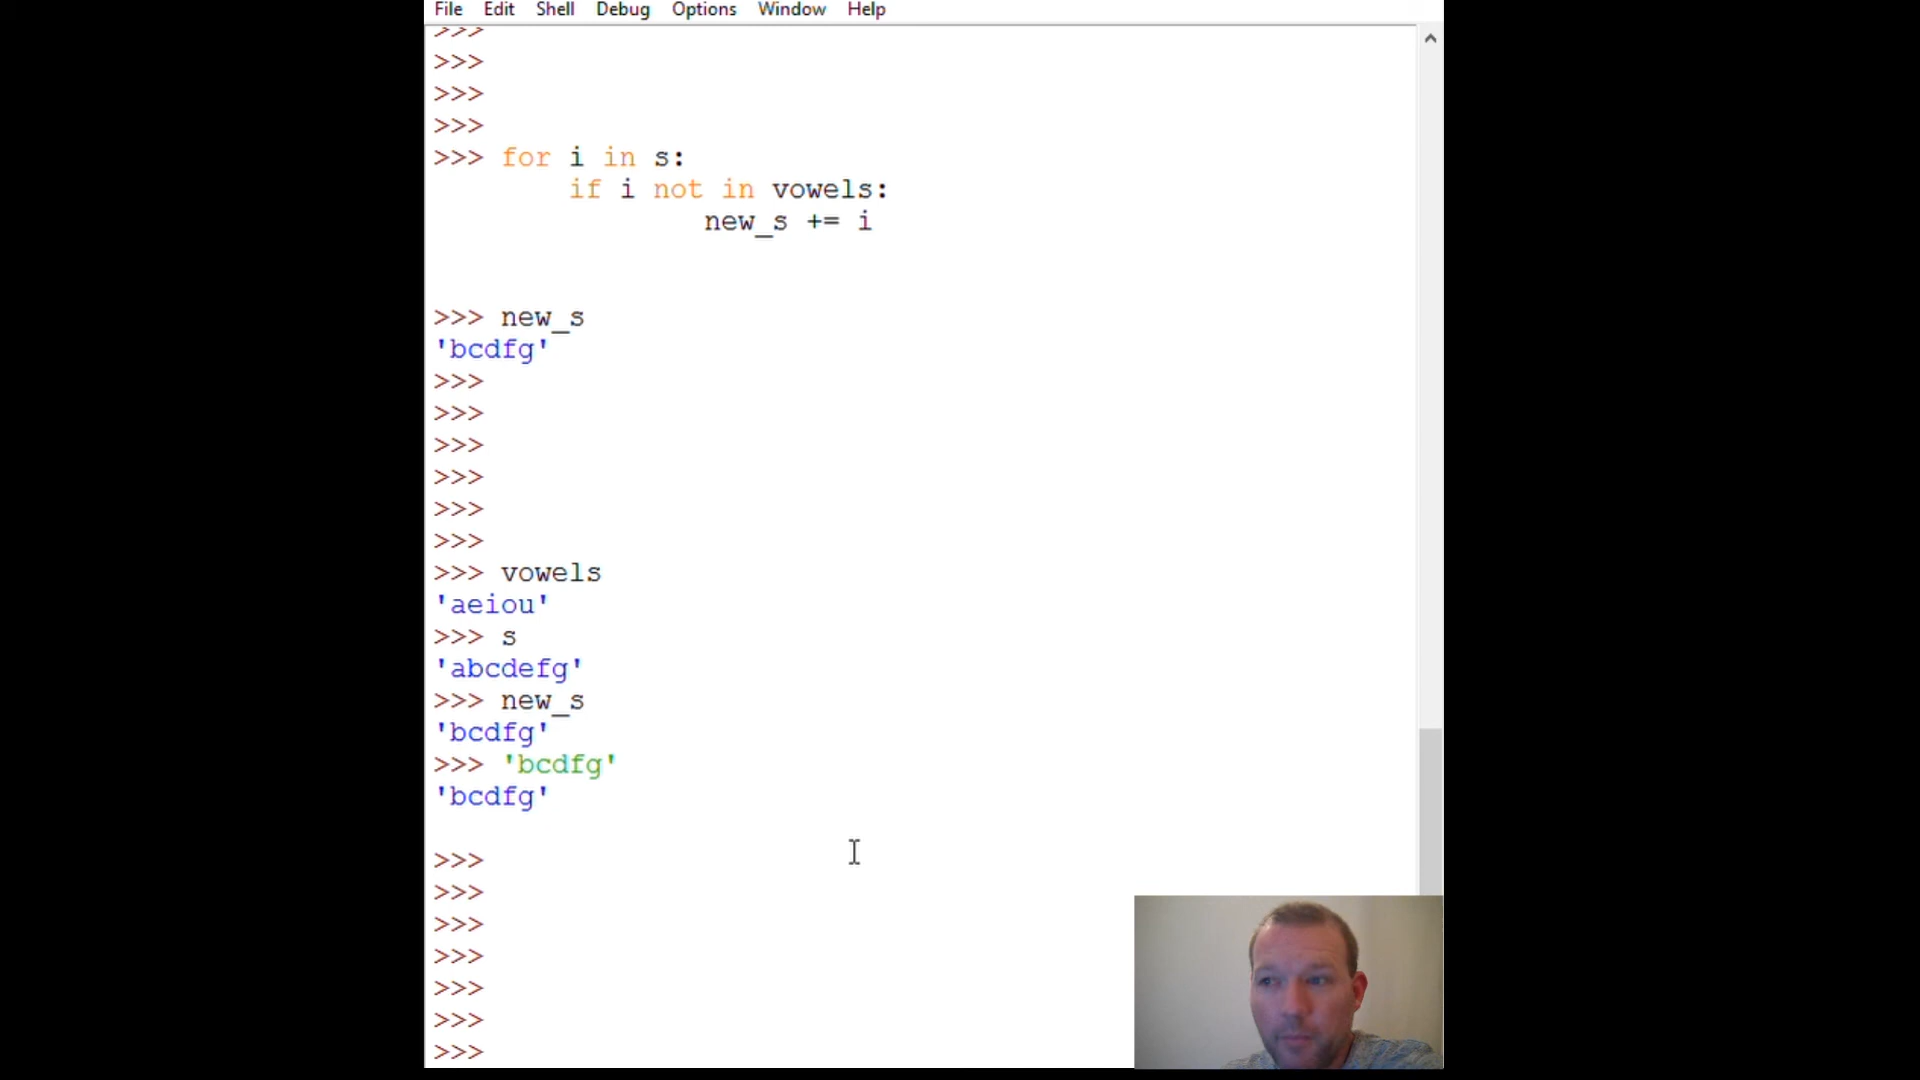 File Edit Shell Debug Options Window Help
>>>
>>>
>>>
>>>
>>> for i in s:
if i not in vowels:
new_s += i
>>> new_s
'bcdfg'
>>>
>>>
>>>
>>>
>>>
>>>
>>> vowels
'aeiou'
>>> s
'abcdefg'
>>> new_s
'bcdfg'
>>> 'bcdfg'
'bcdfg'
>>>
>>>
>>>
>>>
>>>
>>>
>>>